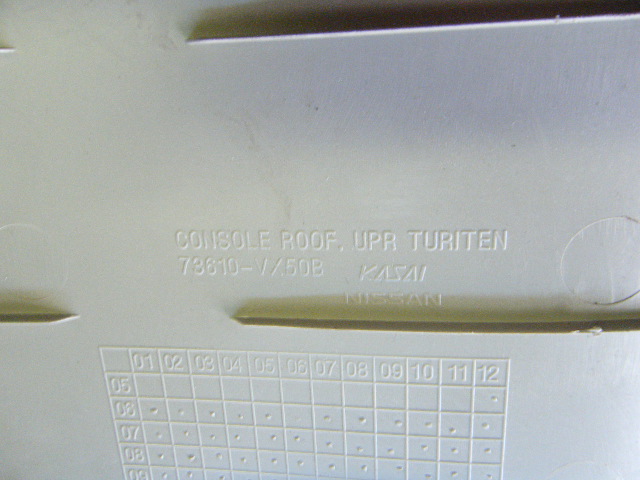 CONSOLE ROOF, UPR TURITEN
73610-VX50B KASAI
NISSAN
01 02 03 04 05 06 07 08 09 10 11 12
05
06
07
08
09